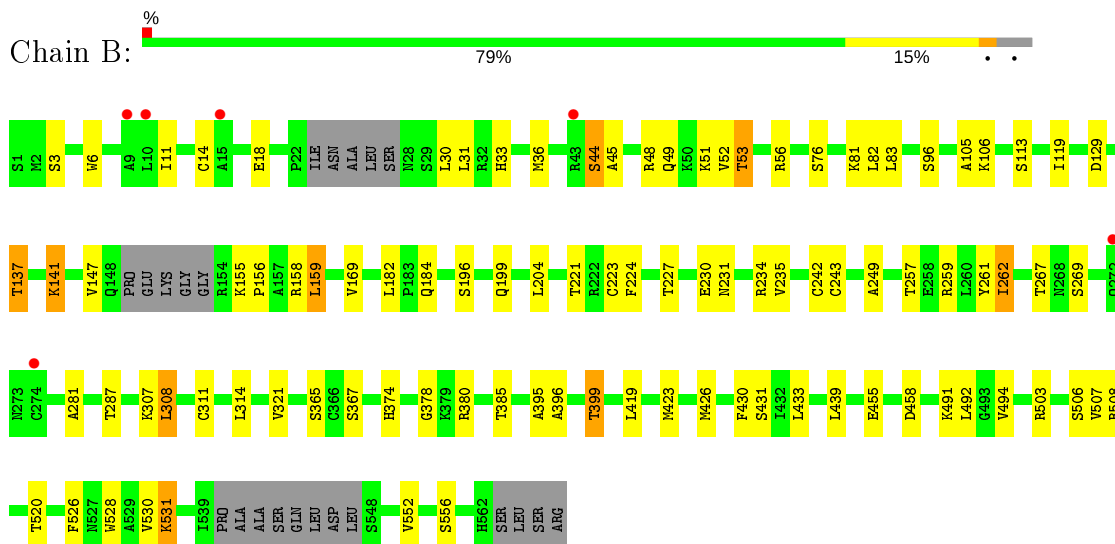 %
Chain B:
79% 15% • •
S1 M2 S3 W6 A9 L10 I11 C14 A15 E18 P22 ILE ASN ALA LEU SER N28 S29 L30 L31 R32 H33 M36 R43 S44 A45 R48 Q49 K50 K51 V52 T53 R56 S76 K81 L82 L83 S96 A105 K106 S113 I119 D129
T137 K141 V147 Q148 PRO GLU LYS GLY GLY R154 K155 P156 A157 R158 L159 V169 L182 P183 Q184 S196 Q199 L204 T221 R222 C223 F224 T227 E230 N231 R234 V235 C242 C243 A249 T257 E258 R259 L260 Y261 I262 T267 N268 S269
N273 C274 A281 T287 K307 L308 C311 L314 V321 S365 C366 S367 H374 G378 K379 R380 T385 A395 A396 T399 L419 M423 M426 F430 S431 I432 L433 L439 E455 D458 K491 L492 G493 V494 R503 S506 V507
T520 F526 N527 W528 A529 V530 K531 I539 PRO ALA ALA SER GLN LEU ASP LEU S548 V552 S556 H562 SER LEU SER ARG